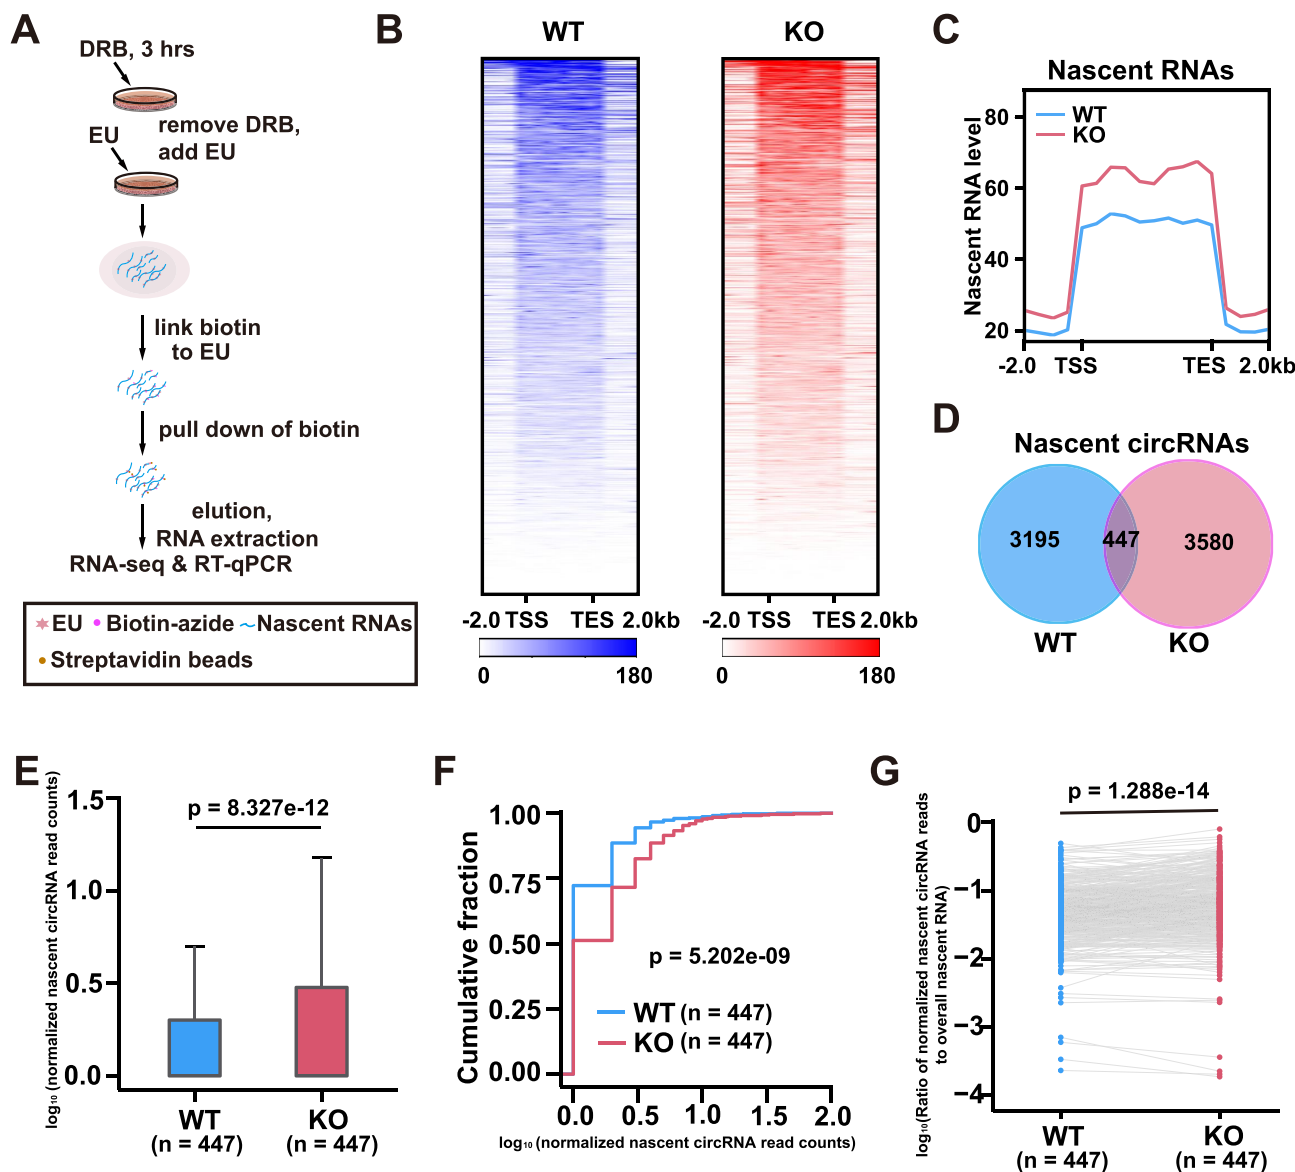 A
DRB, 3 hrs
EU
remove DRB,
add EU
link biotin
to EU
pull down of biotin
elution,
RNA extraction
RNA-seq & RT-qPCR
EU
Biotin-azide
Nascent RNAs
Streptavidin beads
B
WT
KO
-2.0 TSS TES 2.0kb
0 180
-2.0 TSS TES 2.0kb
0 180
C
Nascent RNAs
WT
KO
Nascent RNA level
80
60
40
20
-2.0 TSS TES 2.0kb
D
Nascent circRNAs
3195 447 3580
WT KO
E
log₁₀ (normalized nascent circRNA read counts)
p = 8.327e-12
1.5
1.0
0.5
0.0
WT KO
(n = 447) (n = 447)
F
Cumulative fraction
1.00
0.75
0.50
0.25
0.00
p = 5.202e-09
WT (n = 447)
KO (n = 447)
0.0 0.5 1.0 1.5 2.0
log₁₀ (normalized nascent circRNA read counts)
G
log₁₀(Ratio of normalized nascent circRNA reads
to overall nascent RNA)
p = 1.288e-14
0
−1
−2
−3
−4
WT KO
(n = 447) (n = 447)